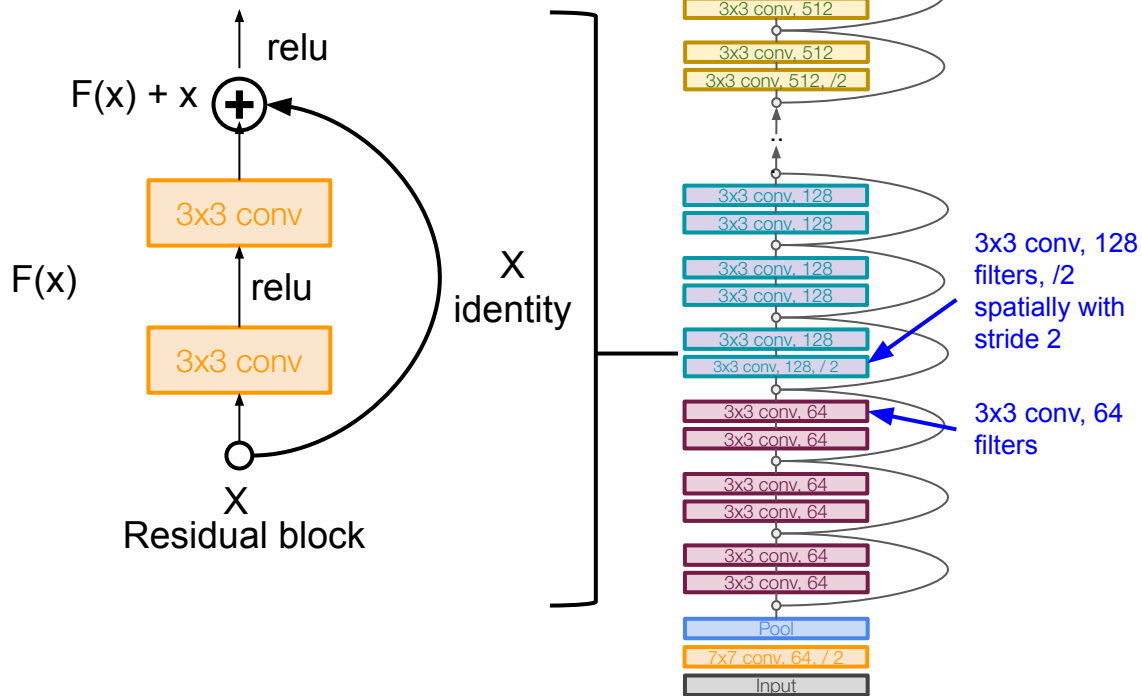 relu
F(x) + x
3x3 conv
F(x)
relu
3x3 conv
X
Residual block
X
identity
3x3 conv, 512
3x3 conv, 512
3x3 conv, 512, /2
..
.
3x3 conv, 128
3x3 conv, 128
3x3 conv, 128
3x3 conv, 128
3x3 conv, 128
3x3 conv, 128, / 2
3x3 conv, 64
3x3 conv, 64
3x3 conv, 64
3x3 conv, 64
3x3 conv, 64
3x3 conv, 64
Pool
7x7 conv, 64, / 2
Input
3x3 conv, 128
filters, /2
spatially with
stride 2
3x3 conv, 64
filters